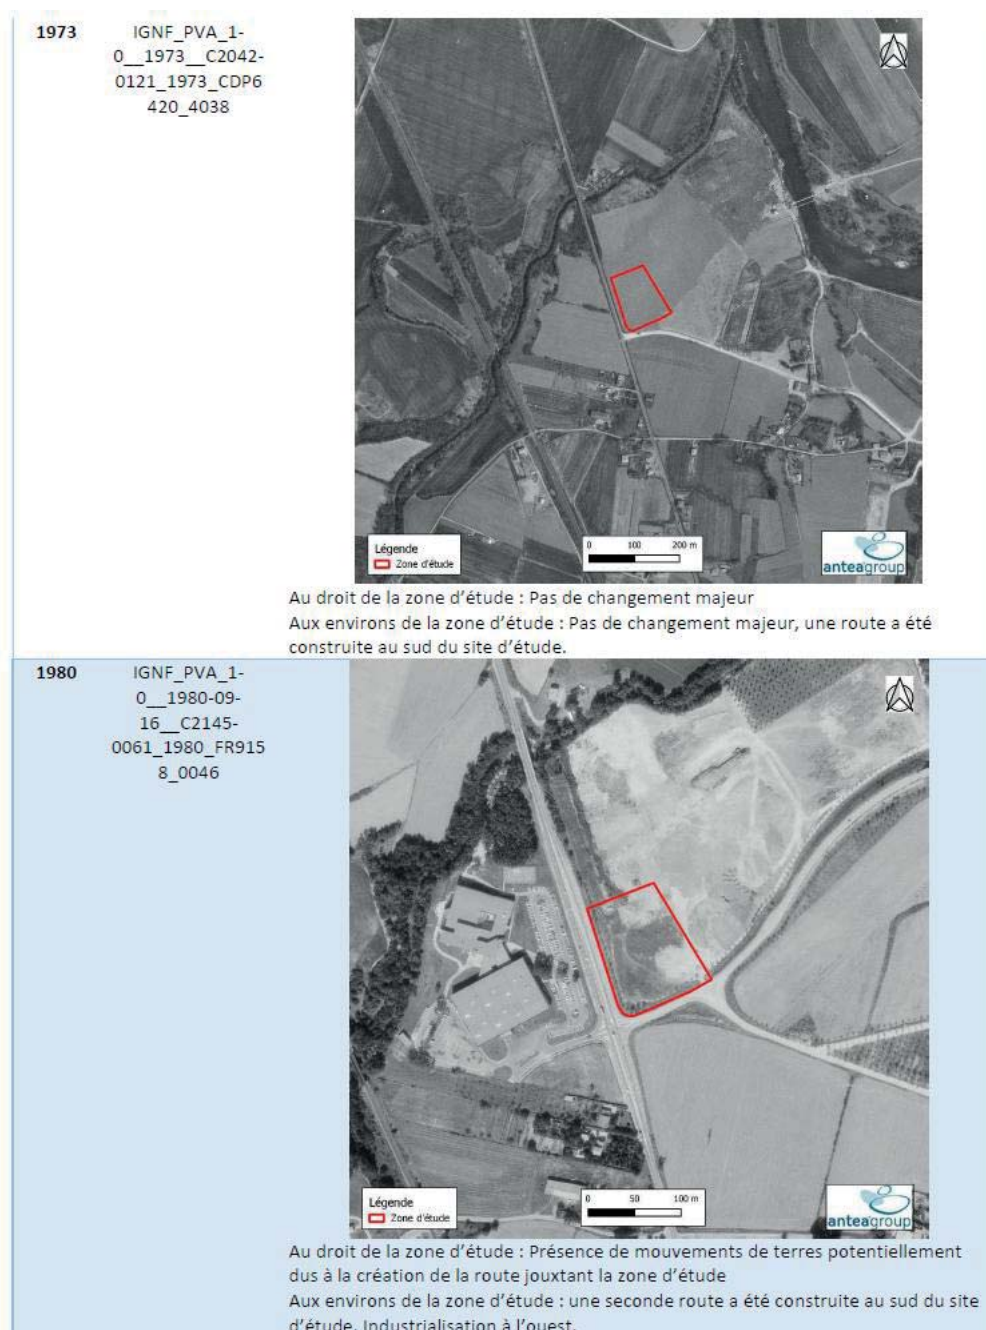 1973
IGNF_PVA_1-
0__1973__C2042-
0121_1973_CDP6
420_4038
Légende
Zone d'étude
0 100 200 m
anteagroup
Au droit de la zone d'étude : Pas de changement majeur
Aux environs de la zone d'étude : Pas de changement majeur, une route a été
construite au sud du site d'étude.
1980
IGNF_PVA_1-
0__1980-09-
16__C2145-
0061_1980_FR915
8_0046
Légende
Zone d'étude
0 50 100 m
anteagroup
Au droit de la zone d'étude : Présence de mouvements de terres potentiellement
dus à la création de la route jouxtant la zone d'étude
Aux environs de la zone d'étude : une seconde route a été construite au sud du site
d'étude. Industrialisation à l'ouest.